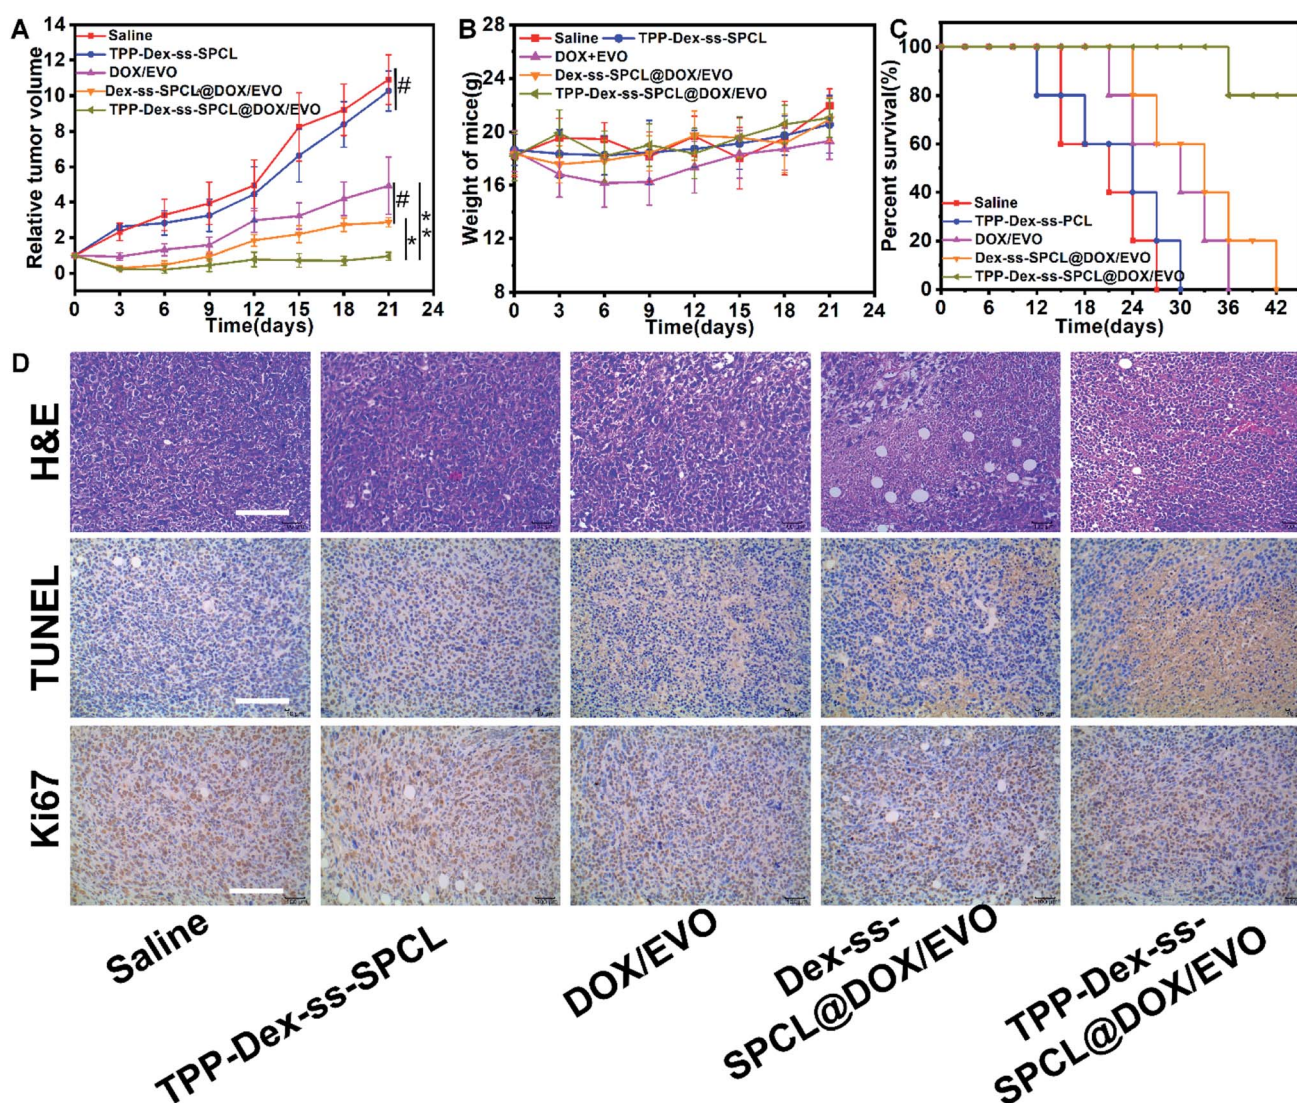 A
Relative tumor volume
14
12
10
8
6
4
2
0
Saline
TPP-Dex-ss-SPCL
DOX/EVO
Dex-ss-SPCL@DOX/EVO
TPP-Dex-ss-SPCL@DOX/EVO
#
#
*
*
*
0 3 6 9 12 15 18 21 24
Time(days)
B
Weight of mice(g)
28
24
20
16
12
8
Saline TPP-Dex-ss-SPCL
DOX+EVO
Dex-ss-SPCL@DOX/EVO
TPP-Dex-ss-SPCL@DOX/EVO
0 3 6 9 12 15 18 21 24
Time(days)
C
Percent survival(%)
100
80
60
40
20
0
Saline
TPP-Dex-ss-PCL
DOX/EVO
Dex-ss-SPCL@DOX/EVO
TPP-Dex-ss-SPCL@DOX/EVO
0 6 12 18 24 30 36 42
Time(days)
D
H&E
TUNEL
Ki67
Saline
TPP-Dex-ss-SPCL
DOX/EVO
Dex-ss-
SPCL@DOX/EVO
TPP-Dex-ss-
SPCL@DOX/EVO